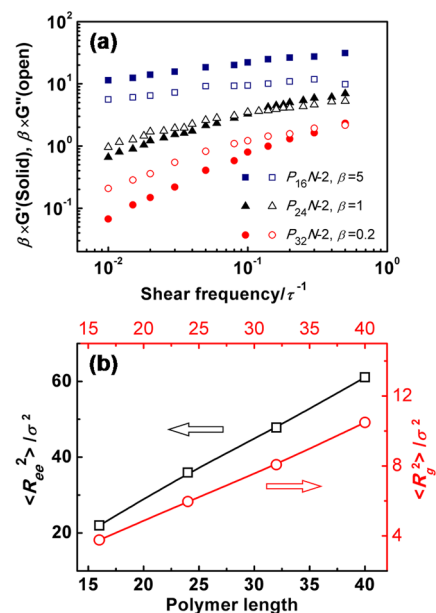 (a)
β×G'(Solid), β×G''(open)
10²
10¹
10⁰
10⁻¹
P₁₆N-2, β=5
P₂₄N-2, β=1
P₃₂N-2, β=0.2
10⁻² 10⁻¹ 10⁰
Shear frequency/τ⁻¹
15 20 25 30 35 40
(b)
<R_ee²>/σ²
60
40
20
12
8
4
<R_g²>/σ²
15 20 25 30 35 40
Polymer length